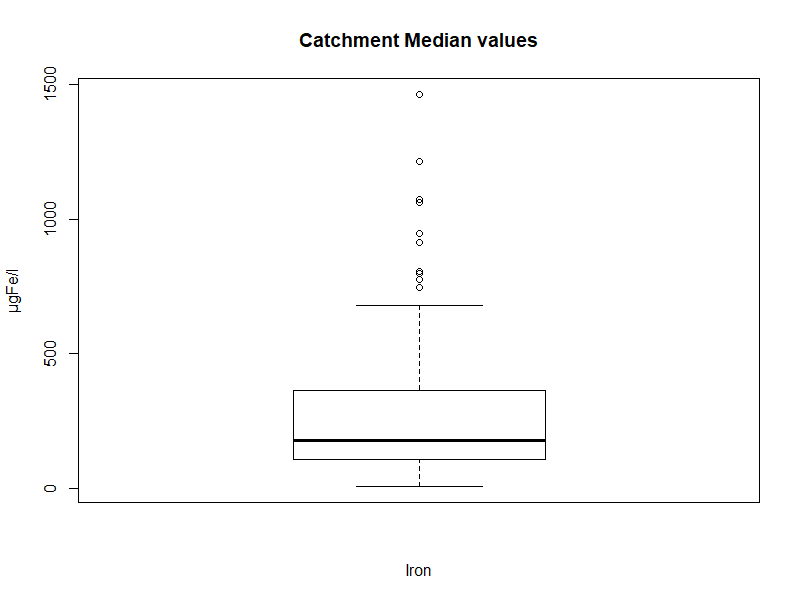 Catchment Median values
1500
1000
500
0
µgFe/l
Iron